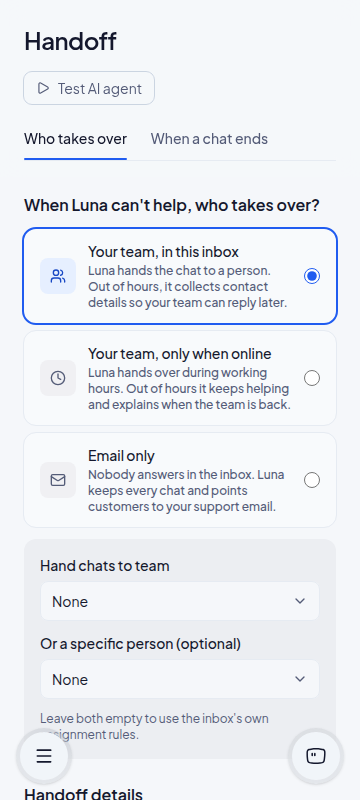 Handoff
Test AI agent
Who takes over
When a chat ends
When Luna can't help, who takes over?
Your team, in this inbox
Luna hands the chat to a person.
Out of hours, it collects contact
details so your team can reply later.
Your team, only when online
Luna hands over during working
hours. Out of hours it keeps helping
and explains when the team is back.
Email only
Nobody answers in the inbox. Luna
keeps every chat and points
customers to your support email.
Hand chats to team
None
Or a specific person (optional)
None
Leave both empty to use the inbox's own
rules.
Handoff details